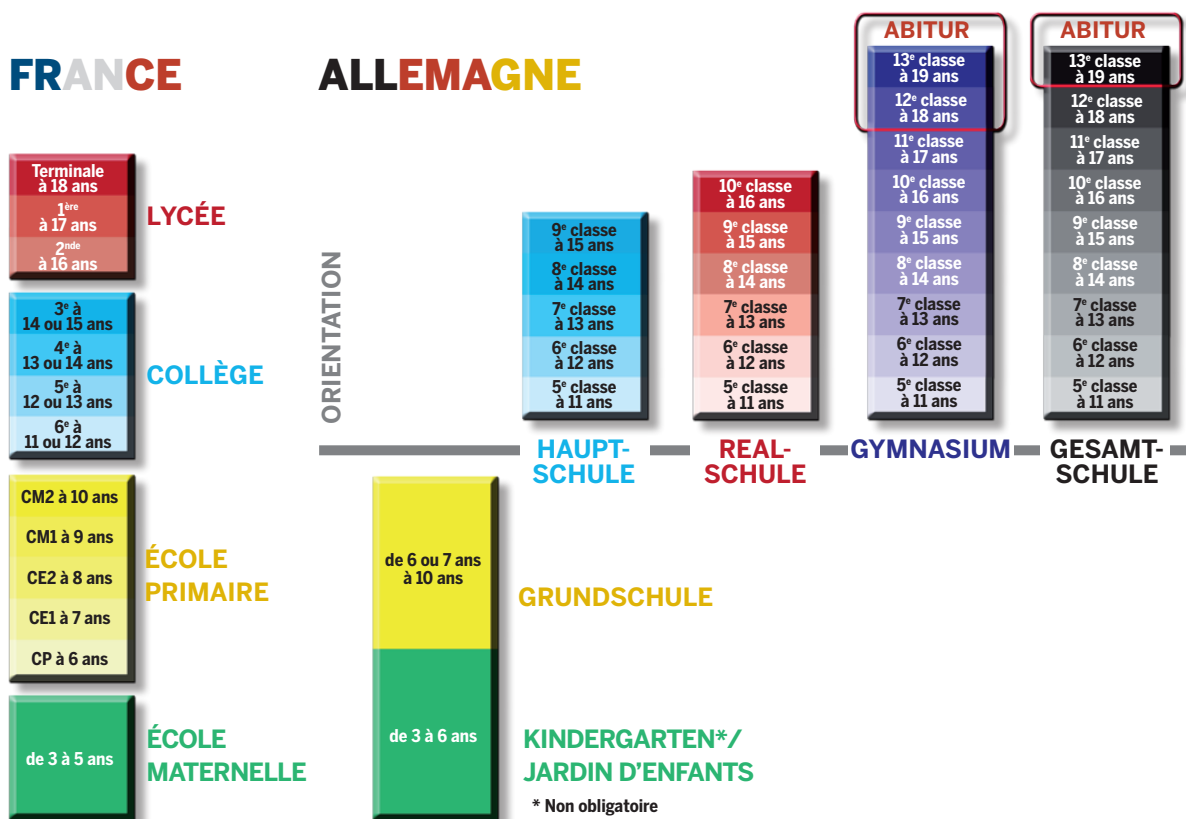 FRANCE
Terminale
à 18 ans
1ère
à 17 ans
2nde
à 16 ans
LYCÉE
3e à
14 ou 15 ans
4e à
13 ou 14 ans
5e à
12 ou 13 ans
6e à
11 ou 12 ans
COLLÈGE
CM2 à 10 ans
CM1 à 9 ans
CE2 à 8 ans
CE1 à 7 ans
CP à 6 ans
ÉCOLE
PRIMAIRE
de 3 à 5 ans
ÉCOLE
MATERNELLE
ALLEMAGNE
ORIENTATION
9e classe
à 15 ans
8e classe
à 14 ans
7e classe
à 13 ans
6e classe
à 12 ans
5e classe
à 11 ans
HAUPT-
SCHULE
10e classe
à 16 ans
9e classe
à 15 ans
8e classe
à 14 ans
7e classe
à 13 ans
6e classe
à 12 ans
5e classe
à 11 ans
REAL-
SCHULE
ABITUR
13e classe
à 19 ans
12e classe
à 18 ans
11e classe
à 17 ans
10e classe
à 16 ans
9e classe
à 15 ans
8e classe
à 14 ans
7e classe
à 13 ans
6e classe
à 12 ans
5e classe
à 11 ans
GYMNASIUM
ABITUR
13e classe
à 19 ans
12e classe
à 18 ans
11e classe
à 17 ans
10e classe
à 16 ans
9e classe
à 15 ans
8e classe
à 14 ans
7e classe
à 13 ans
6e classe
à 12 ans
5e classe
à 11 ans
GESAMT-
SCHULE
de 6 ou 7 ans
à 10 ans
GRUNDSCHULE
de 3 à 6 ans
KINDERGARTEN*/
JARDIN D'ENFANTS
* Non obligatoire